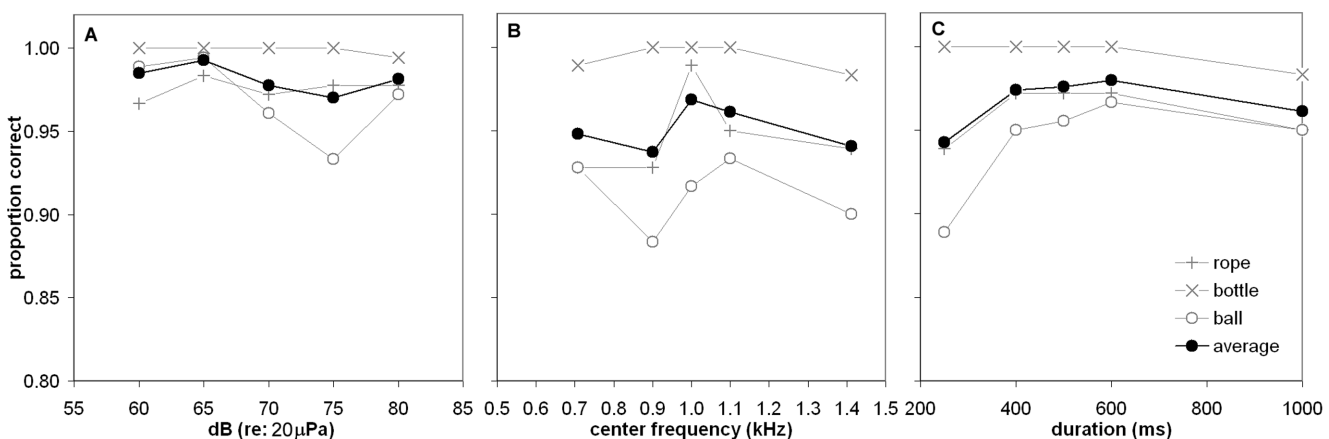 A
B
C
proportion correct
1.00
0.95
0.90
0.85
0.80
55 60 65 70 75 80 85
dB (re: 20μPa)
0.5 0.6 0.7 0.8 0.9 1.0 1.1 1.2 1.3 1.4 1.5
center frequency (kHz)
200 400 600 800 1000
duration (ms)
rope
bottle
ball
average